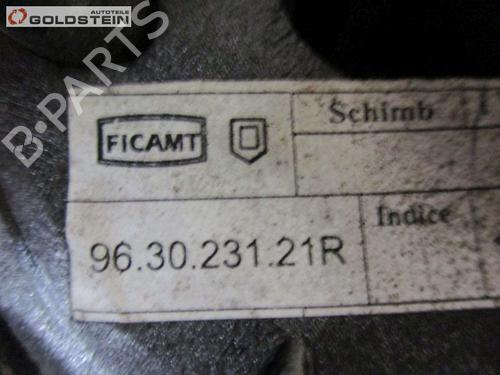 AUTOTEILE
GOLDSTEIN
B-PARTS
Schimb
FICAMT
Indice
96.30.231.21R